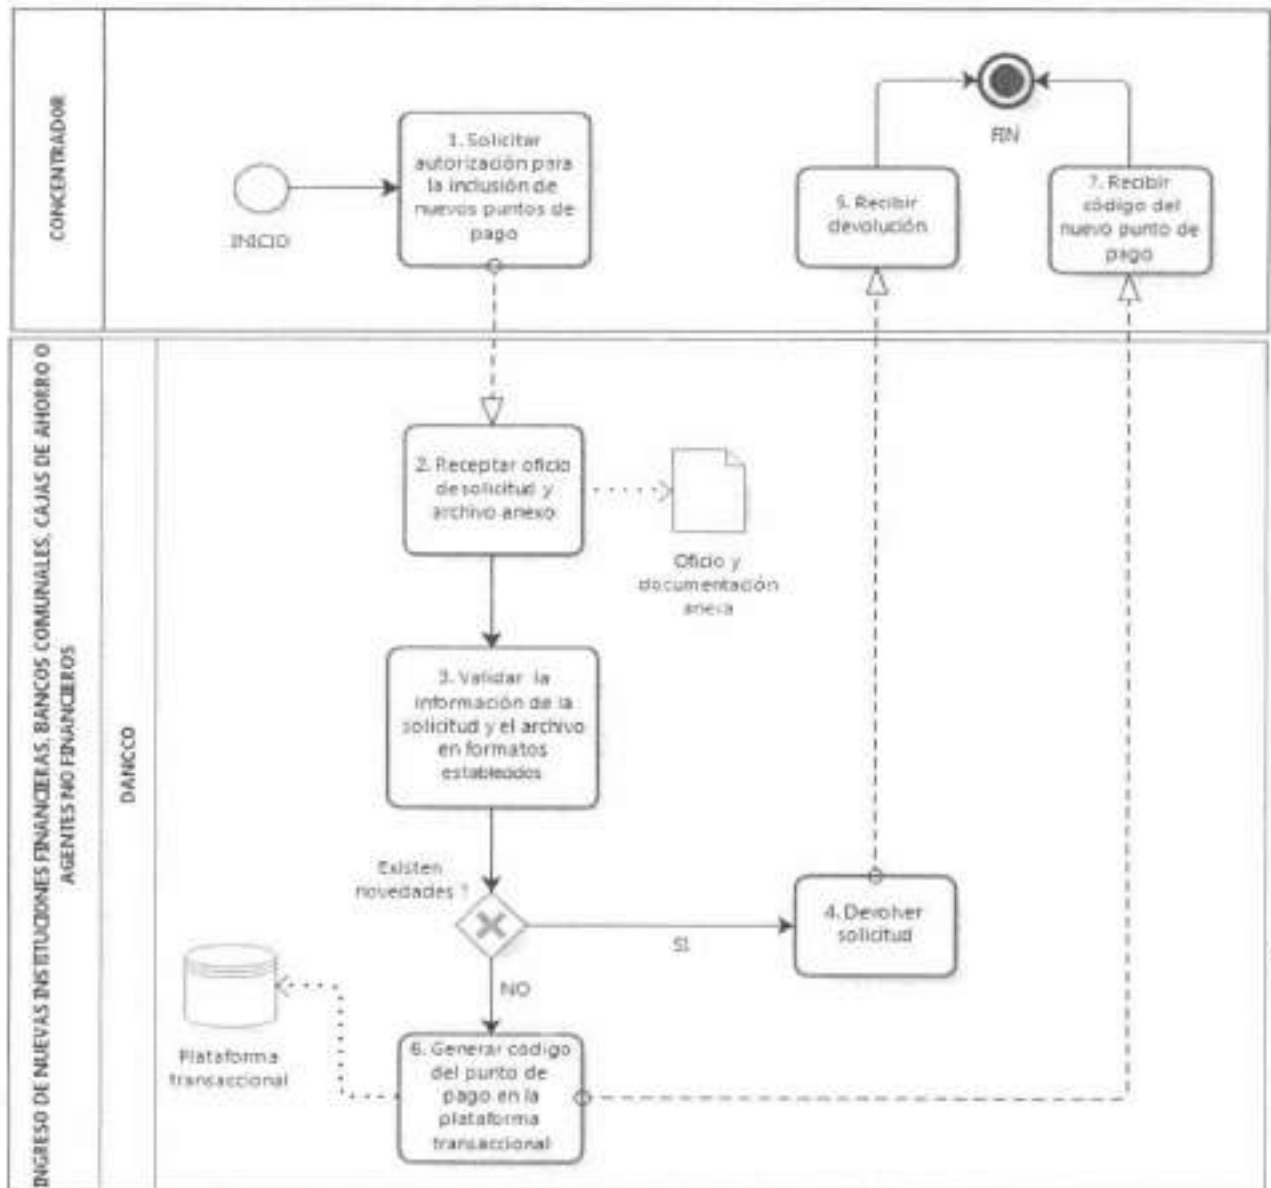 CONCENTRADOR
INICIO
1. Solicitar
autorización para
la inclusión de
nuevos puntos de
pago
5. Recibir
devolución
FIN
7. Recibir
código del
nuevo punto de
pago
INGRESO DE NUEVAS INSTITUCIONES FINANCIERAS, BANCOS COMUNALES, CAJAS DE AHORRO O
AGENTES NO FINANCIEROS
DANCCO
2. Receptar oficio
de solicitud y
archivo anexo
Oficio y
documentación
anexa
3. Validar la
información de la
solicitud y el archivo
en formatos
establecidos
Existen
novedades ?
SI
4. Devolver
solicitud
NO
Plataforma
transaccional
6. Generar código
del punto de
pago en la
plataforma
transaccional